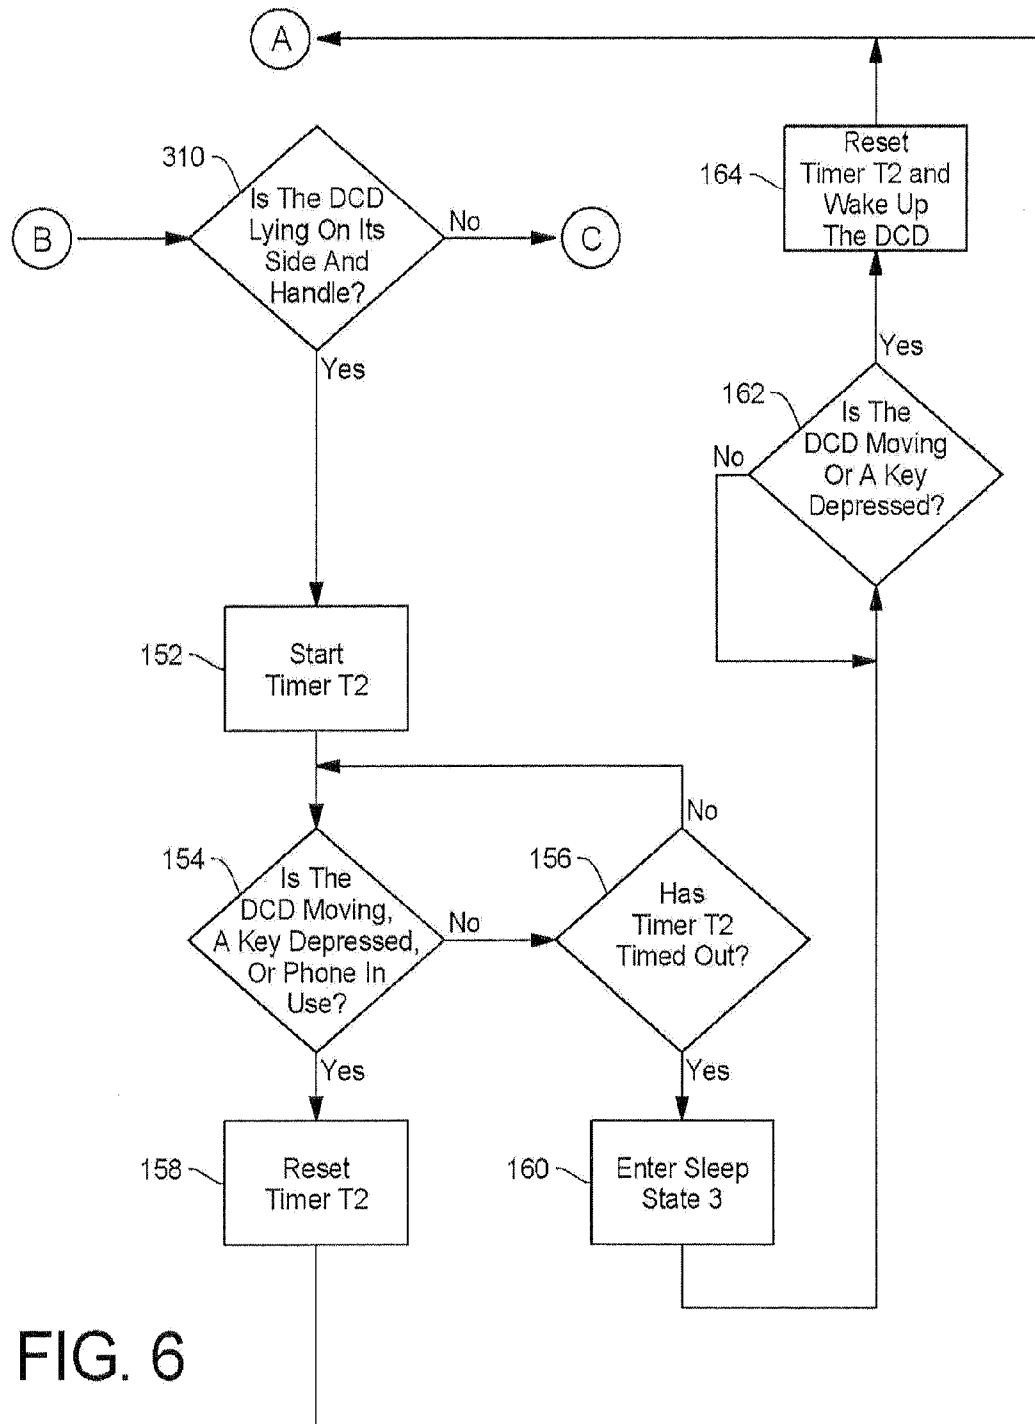 A
310
Is The DCD
Lying On Its
Side And
Handle?
B
No
C
Yes
164
Reset
Timer T2 and
Wake Up
The DCD
Yes
162
Is The
DCD Moving
Or A Key
Depressed?
No
152
Start
Timer T2
154
Is The
DCD Moving,
A Key Depressed,
Or Phone In
Use?
No
Yes
156
Has
Timer T2
Timed Out?
No
Yes
158
Reset
Timer T2
160
Enter Sleep
State 3
FIG. 6